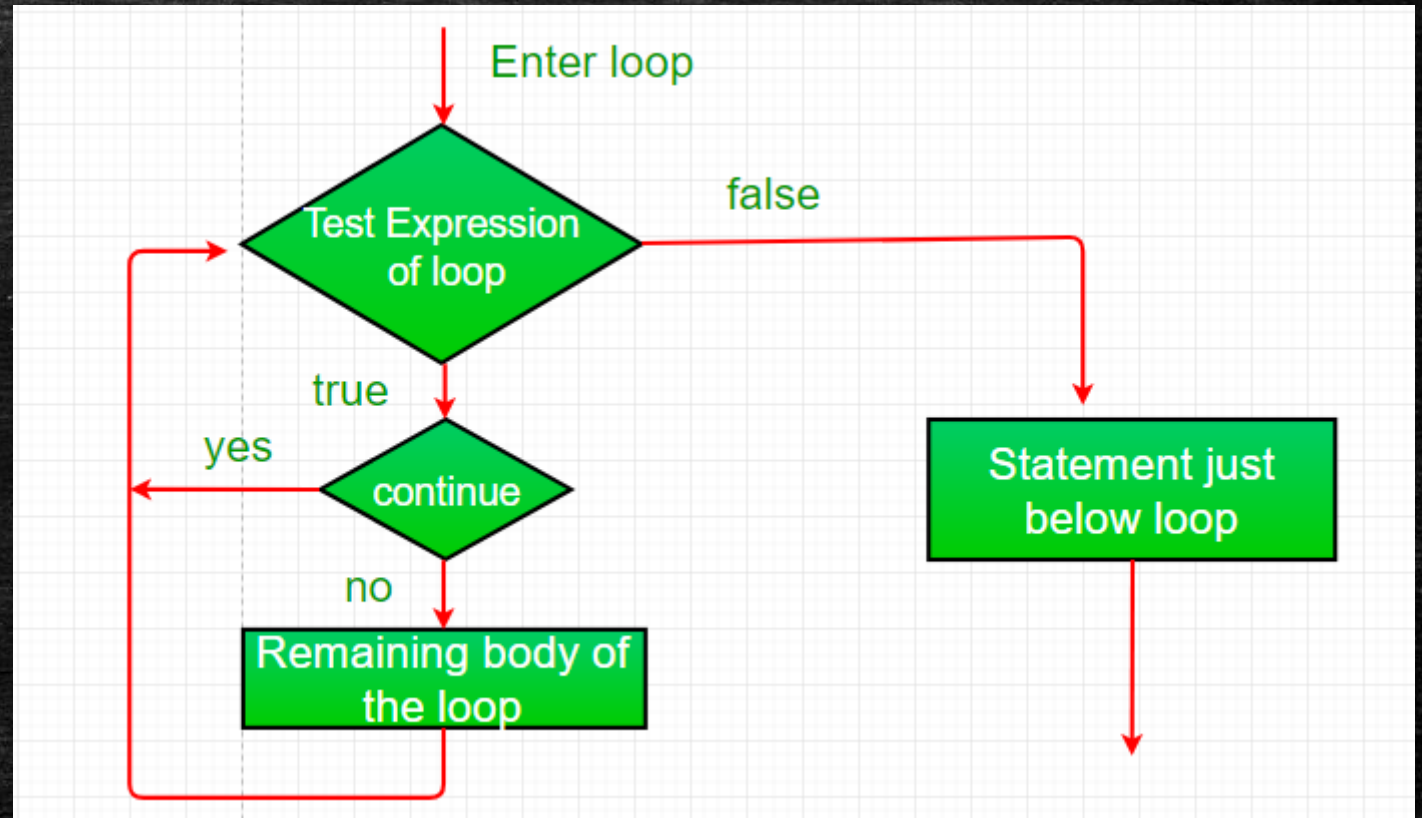 Enter loop
Test Expression
of loop
false
true
yes
continue
no
Remaining body of
the loop
Statement just
below loop